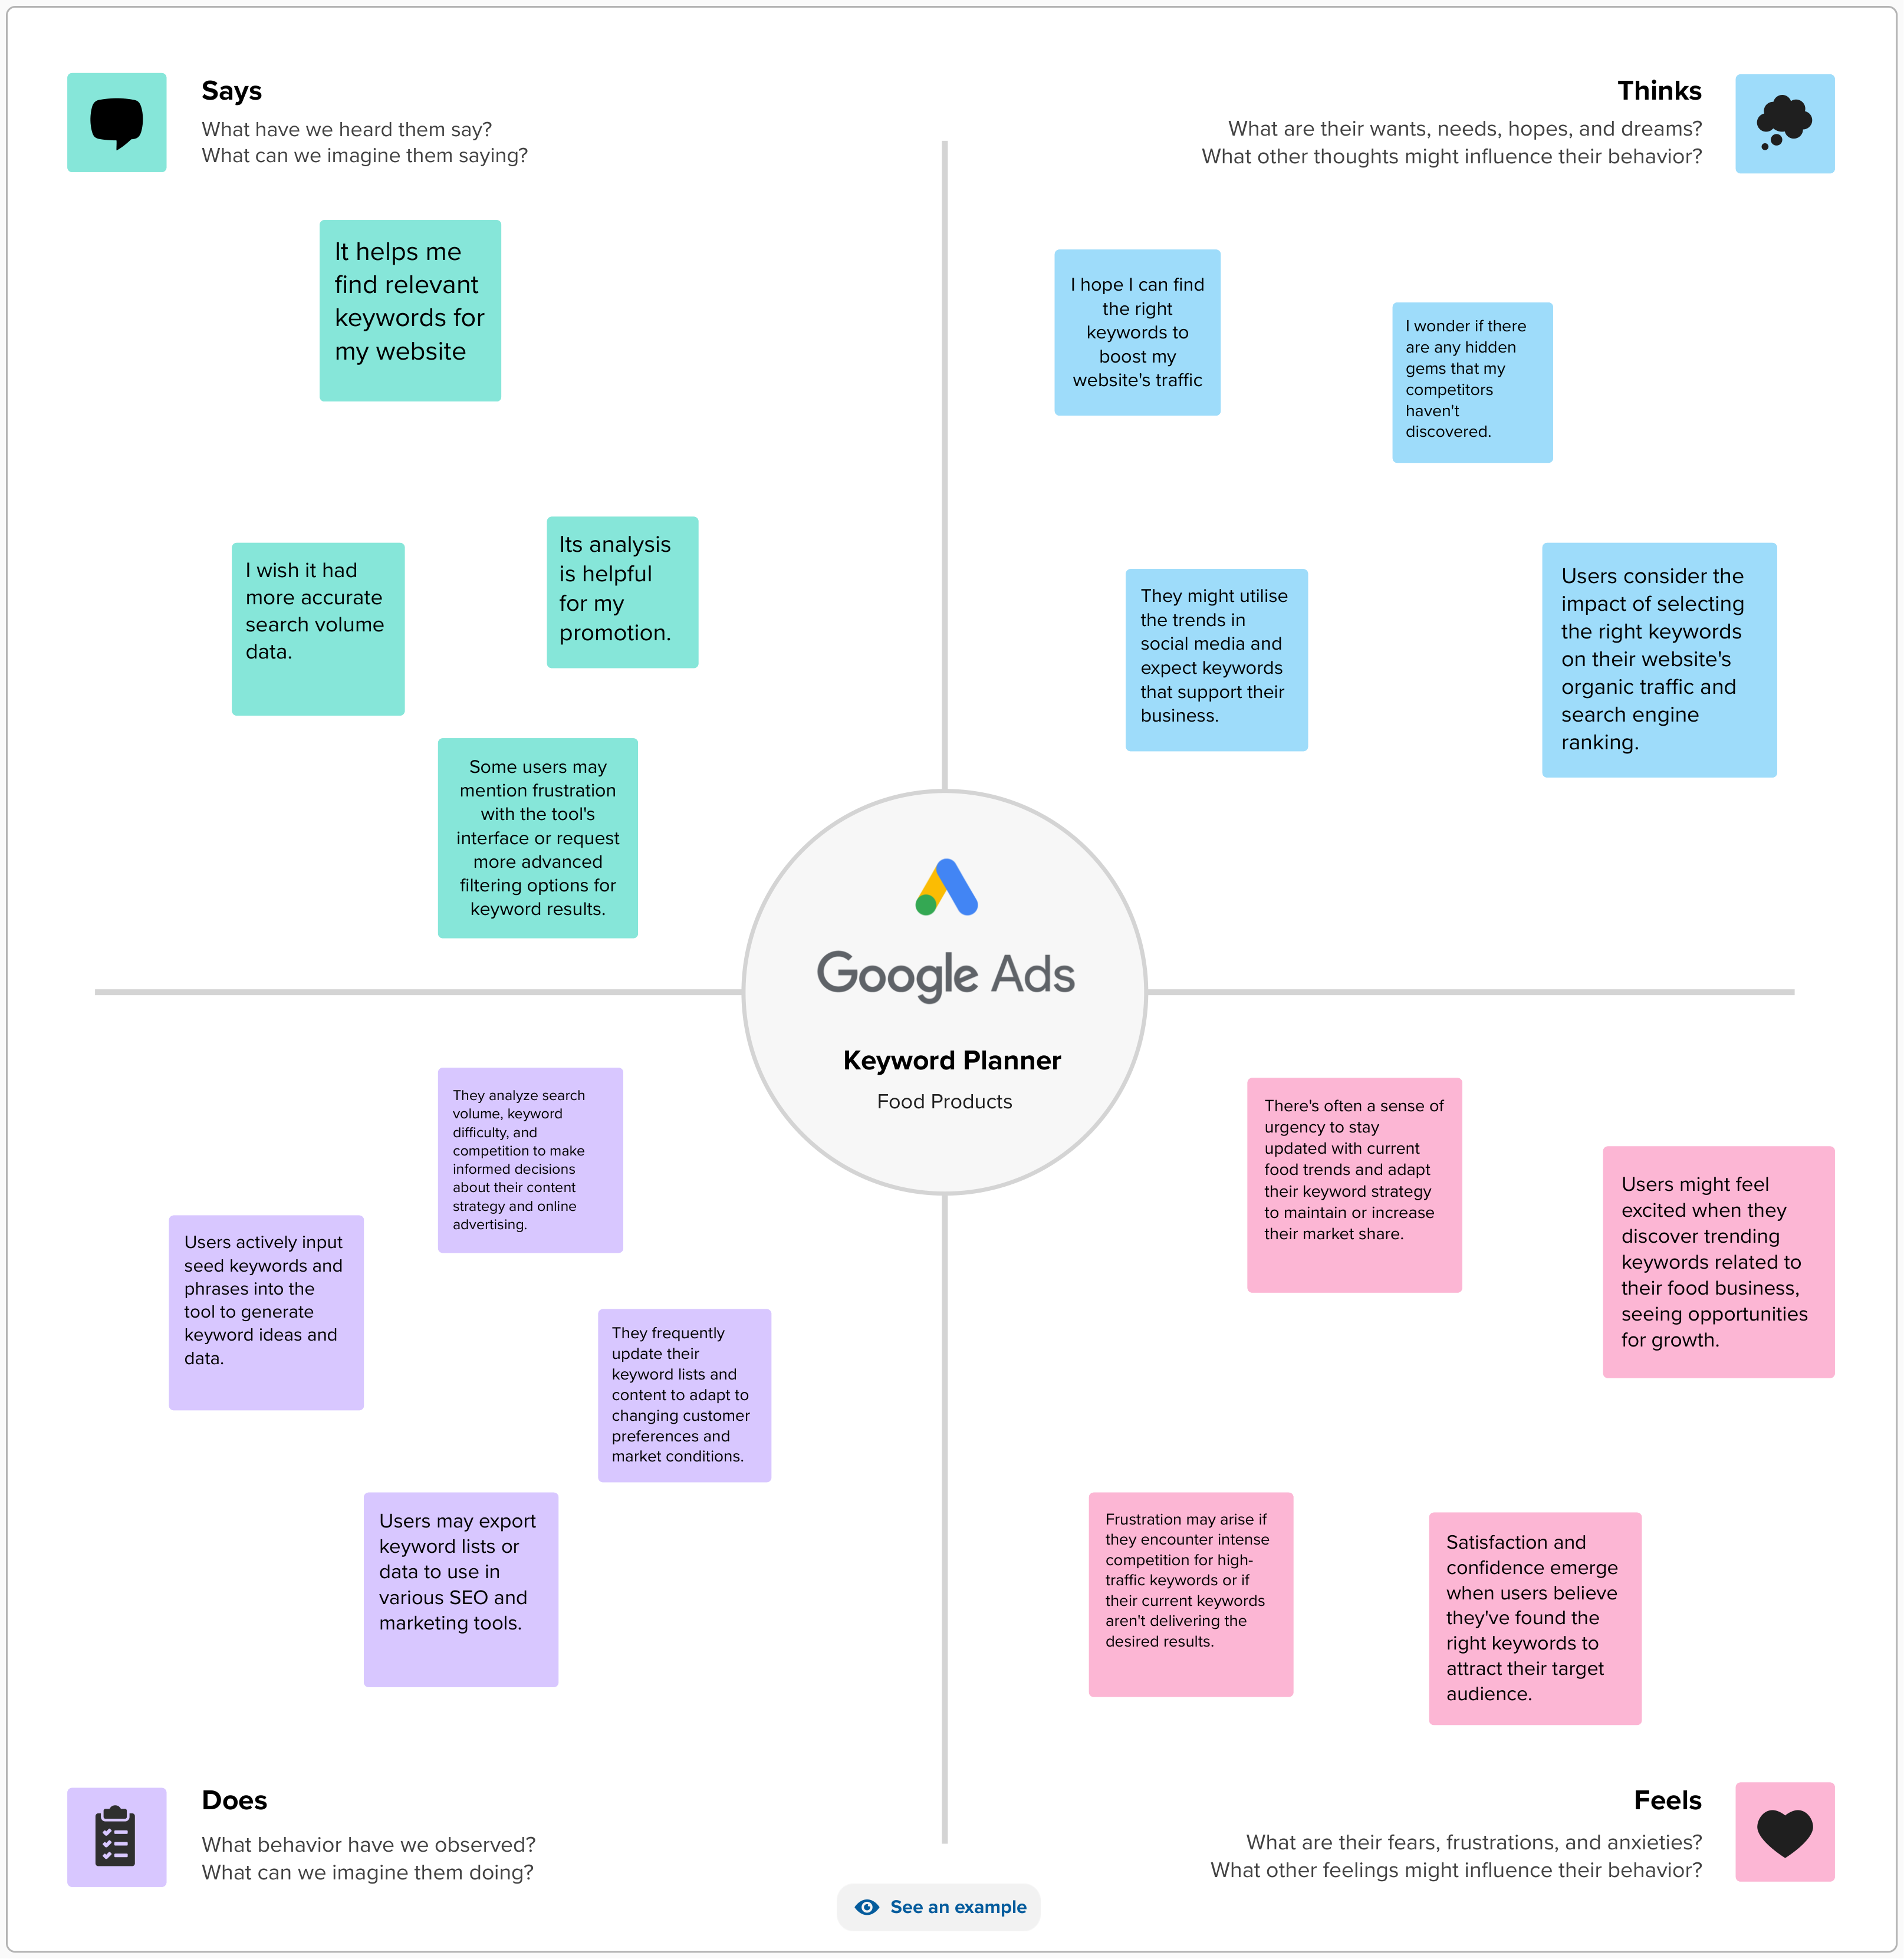 Says
What have we heard them say?
What can we imagine them saying?
It helps me
find relevant
keywords for
my website
I wish it had
more accurate
search volume
data.
Its analysis
is helpful
for my
promotion.
Some users may
mention frustration
with the tool's
interface or request
more advanced
filtering options for
keyword results.
Thinks
What are their wants, needs, hopes, and dreams?
What other thoughts might influence their behavior?
I hope I can find
the right
keywords to
boost my
website's traffic
I wonder if there
are any hidden
gems that my
competitors
haven't
discovered.
They might utilise
the trends in
social media and
expect keywords
that support their
business.
Users consider the
impact of selecting
the right keywords
on their website's
organic traffic and
search engine
ranking.
Google Ads
Keyword Planner
Food Products
They analyze search
volume, keyword
difficulty, and
competition to make
informed decisions
about their content
strategy and online
advertising.
Users actively input
seed keywords and
phrases into the
tool to generate
keyword ideas and
data.
They frequently
update their
keyword lists and
content to adapt to
changing customer
preferences and
market conditions.
Users may export
keyword lists or
data to use in
various SEO and
marketing tools.
Does
What behavior have we observed?
What can we imagine them doing?
There's often a sense of
urgency to stay
updated with current
food trends and adapt
their keyword strategy
to maintain or increase
their market share.
Users might feel
excited when they
discover trending
keywords related to
their food business,
seeing opportunities
for growth.
Frustration may arise if
they encounter intense
competition for high-
traffic keywords or if
their current keywords
aren't delivering the
desired results.
Satisfaction and
confidence emerge
when users believe
they've found the
right keywords to
attract their target
audience.
Feels
What are their fears, frustrations, and anxieties?
What other feelings might influence their behavior?
See an example